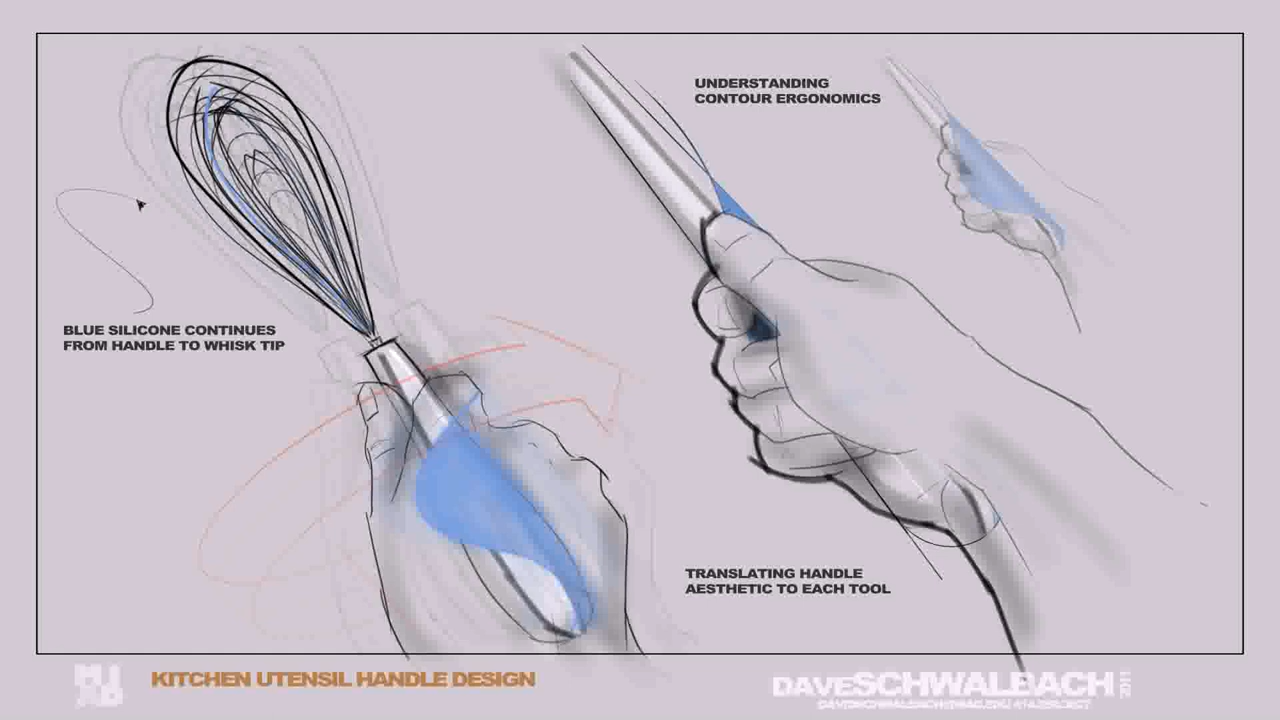 UNDERSTANDING
CONTOUR ERGONOMICS
BLUE SILICONE CONTINUES
FROM HANDLE TO WHISK TIP
TRANSLATING HANDLE
AESTHETIC TO EACH TOOL
KITCHEN UTENSIL HANDLE DESIGN
DAVESCHWALBACH
2011